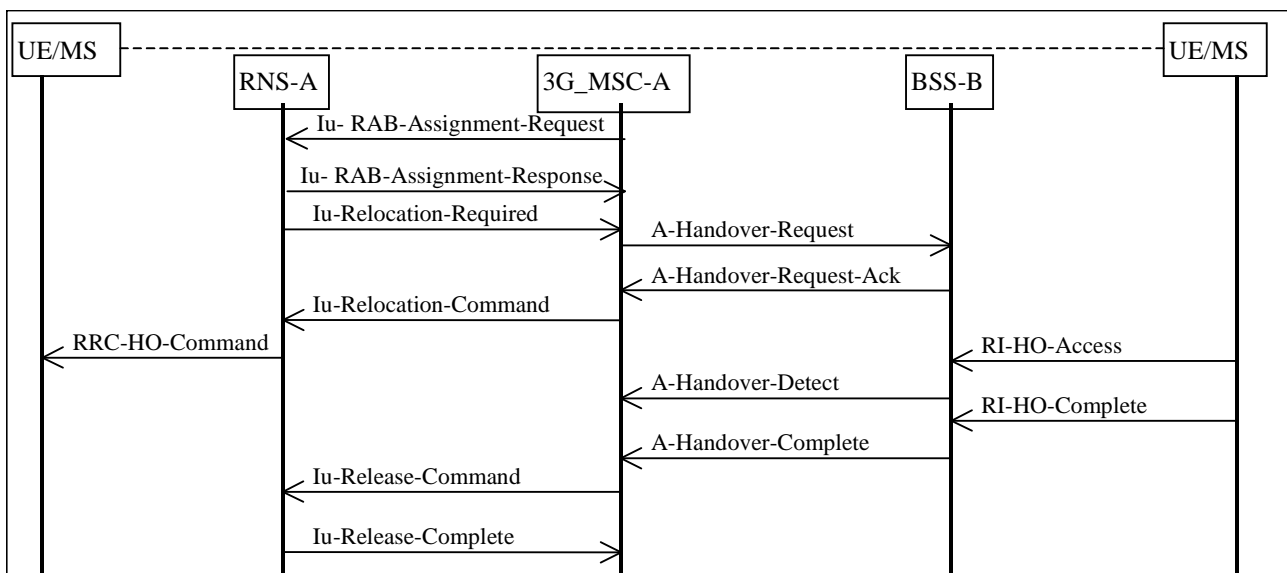 UE/MS
UE/MS
RNS-A
3G_MSC-A
BSS-B
Iu- RAB-Assignment-Request
Iu- RAB-Assignment-Response
Iu-Relocation-Required
A-Handover-Request
A-Handover-Request-Ack
Iu-Relocation-Command
RRC-HO-Command
RI-HO-Access
A-Handover-Detect
RI-HO-Complete
A-Handover-Complete
Iu-Release-Command
Iu-Release-Complete